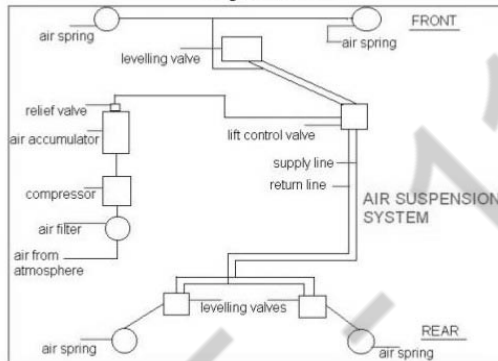 FRONT
air spring
air spring
levelling valve
relief valve
air accumulator
lift control valve
supply line
return line
compressor
AIR SUSPENSION
SYSTEM
air filter
air from
atmosphere
levelling valves
REAR
air spring
air spring